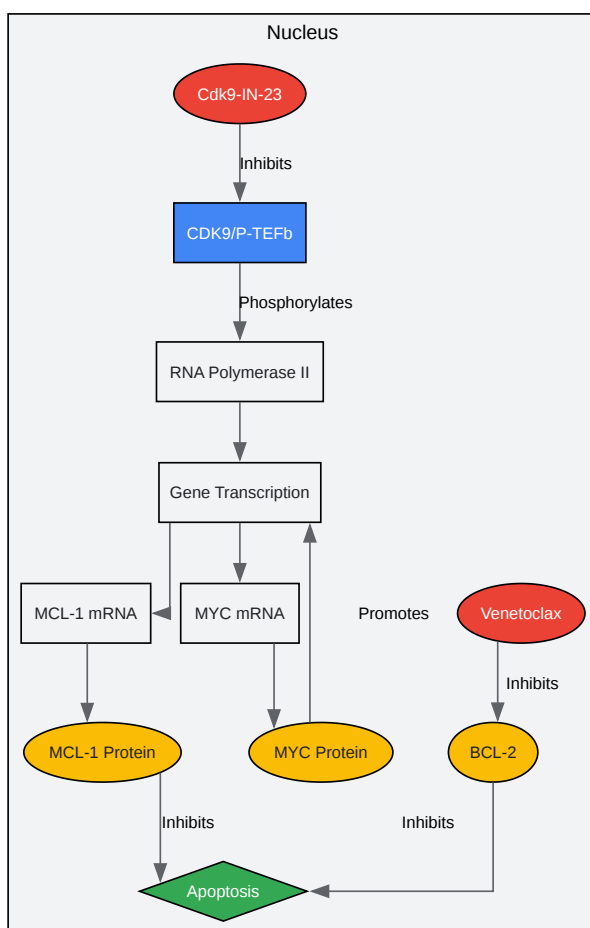 Nucleus
Cdk9-IN-23
Inhibits
CDK9/P-TEFb
Phosphorylates
RNA Polymerase II
Gene Transcription
MCL-1 mRNA
MYC mRNA
Promotes
Venetoclax
Inhibits
MCL-1 Protein
MYC Protein
BCL-2
Inhibits
Inhibits
Apoptosis